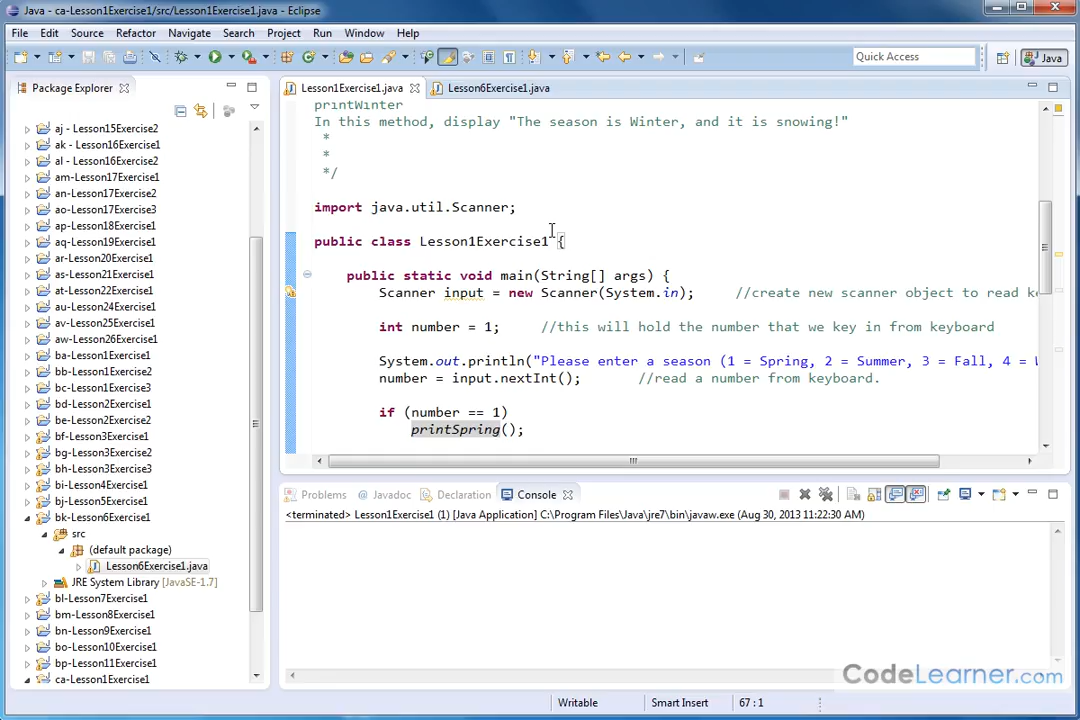 Java - ca-Lesson1Exercise1/src/Lesson1Exercise1.java - Eclipse
File Edit Source Refactor Navigate Search Project Run Window Help
Quick Access
Java
Package Explorer
Lesson1Exercise1.java
Lesson6Exercise1.java
aj - Lesson15Exercise2
ak - Lesson16Exercise1
al - Lesson16Exercise2
am-Lesson17Exercise1
an-Lesson17Exercise2
ao-Lesson17Exercise3
ap-Lesson18Exercise1
aq-Lesson19Exercise1
ar-Lesson20Exercise1
as-Lesson21Exercise1
at-Lesson22Exercise1
au-Lesson24Exercise1
av-Lesson25Exercise1
aw-Lesson26Exercise1
ba-Lesson1Exercise1
bb-Lesson1Exercise2
bc-Lesson1Exercise3
bd-Lesson2Exercise1
be-Lesson2Exercise2
bf-Lesson3Exercise1
bg-Lesson3Exercise2
bh-Lesson3Exercise3
bi-Lesson4Exercise1
bj-Lesson5Exercise1
bk-Lesson6Exercise1
src
(default package)
Lesson6Exercise1.java
JRE System Library [JavaSE-1.7]
bl-Lesson7Exercise1
bm-Lesson8Exercise1
bn-Lesson9Exercise1
bo-Lesson10Exercise1
bp-Lesson11Exercise1
ca-Lesson1Exercise1
printWinter
In this method, display "The season is Winter, and it is snowing!"
*
*
*/
import java.util.Scanner;
public class Lesson1Exercise1 {
public static void main(String[] args) {
Scanner input = new Scanner(System.in); //create new scanner object to read
int number = 1; //this will hold the number that we key in from keyboard
System.out.println("Please enter a season (1 = Spring, 2 = Summer, 3 = Fall, 4 =
number = input.nextInt(); //read a number from keyboard.
if (number == 1)
printSpring();
Problems @ Javadoc Declaration Console
<terminated> Lesson1Exercise1 (1) [Java Application] C:\Program Files\Java\jre7\bin\javaw.exe (Aug 30, 2013 11:22:30 AM)
CodeLearner.com
Writable Smart Insert 67 : 1